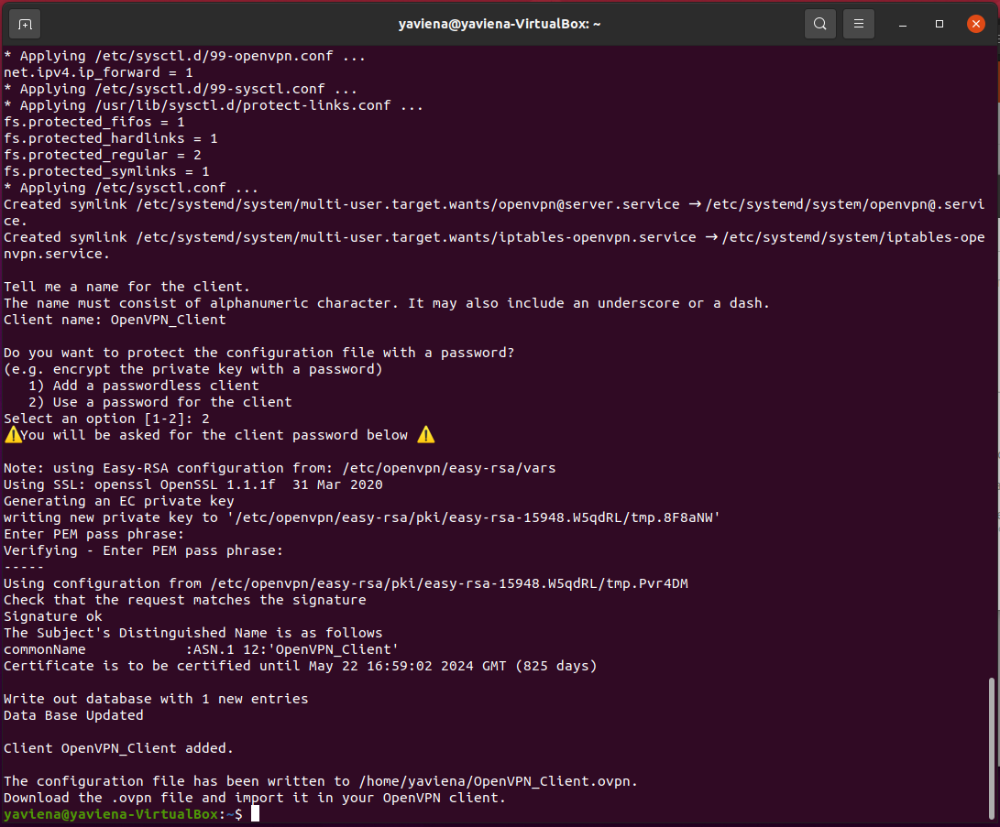 yaviena@yaviena-VirtualBox: ~
* Applying /etc/sysctl.d/99-openvpn.conf ...
net.ipv4.ip_forward = 1
* Applying /etc/sysctl.d/99-sysctl.conf ...
* Applying /usr/lib/sysctl.d/protect-links.conf ...
fs.protected_fifos = 1
fs.protected_hardlinks = 1
fs.protected_regular = 2
fs.protected_symlinks = 1
* Applying /etc/sysctl.conf ...
Created symlink /etc/systemd/system/multi-user.target.wants/openvpn@server.service → /etc/systemd/system/openvpn@.servi
ce.
Created symlink /etc/systemd/system/multi-user.target.wants/iptables-openvpn.service → /etc/systemd/system/iptables-ope
nvpn.service.
Tell me a name for the client.
The name must consist of alphanumeric character. It may also include an underscore or a dash.
Client name: OpenVPN_Client
Do you want to protect the configuration file with a password?
(e.g. encrypt the private key with a password)
   1) Add a passwordless client
   2) Use a password for the client
Select an option [1-2]: 2
⚠️You will be asked for the client password below ⚠️
Note: using Easy-RSA configuration from: /etc/openvpn/easy-rsa/vars
Using SSL: openssl OpenSSL 1.1.1f  31 Mar 2020
Generating an EC private key
writing new private key to '/etc/openvpn/easy-rsa/pki/easy-rsa-15948.W5qdRL/tmp.8F8aNW'
Enter PEM pass phrase:
Verifying - Enter PEM pass phrase:
-----
Using configuration from /etc/openvpn/easy-rsa/pki/easy-rsa-15948.W5qdRL/tmp.Pvr4DM
Check that the request matches the signature
Signature ok
The Subject's Distinguished Name is as follows
commonName            :ASN.1 12:'OpenVPN_Client'
Certificate is to be certified until May 22 16:59:02 2024 GMT (825 days)
Write out database with 1 new entries
Data Base Updated
Client OpenVPN_Client added.
The configuration file has been written to /home/yaviena/OpenVPN_Client.ovpn.
Download the .ovpn file and import it in your OpenVPN client.
yaviena@yaviena-VirtualBox:~$